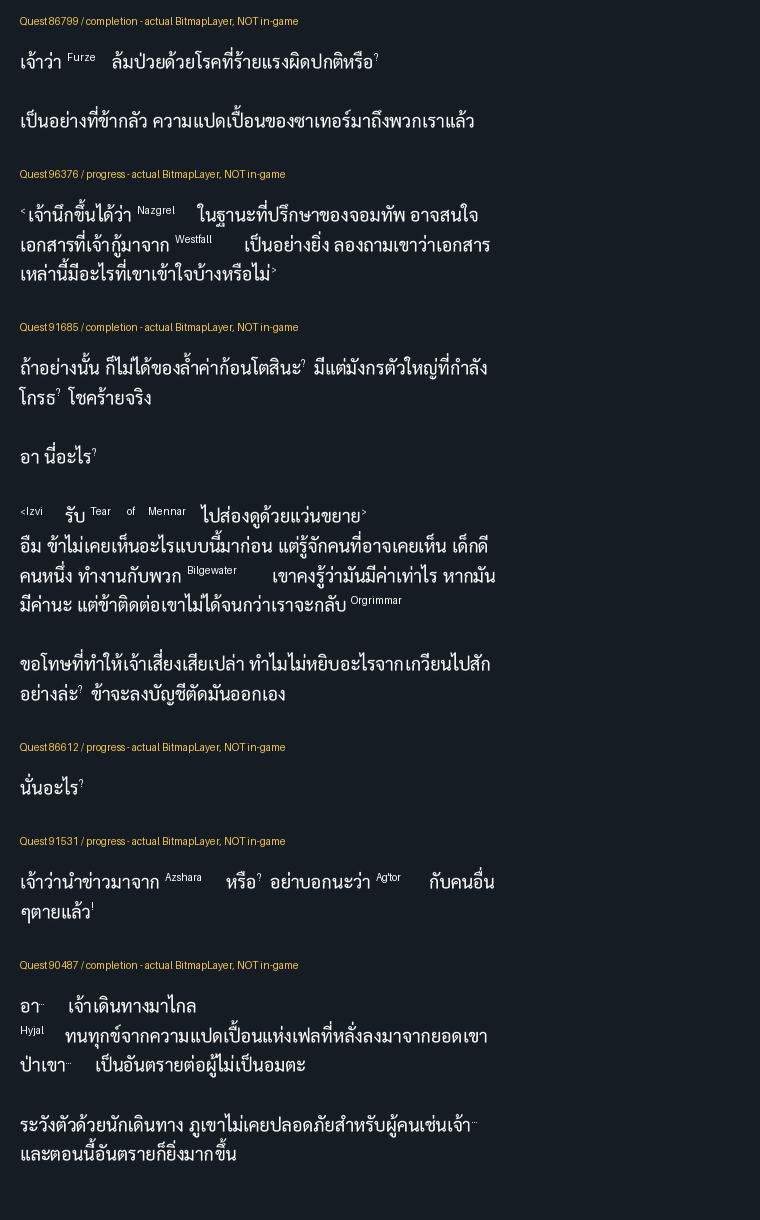 Quest 86799 / completion - actual BitmapLayer, NOT in-game
เจ้าว่า Furze ล้มป่วยด้วยโรคที่ร้ายแรงผิดปกติหรือ?
เป็นอย่างที่ข้ากลัว ความแปดเปื้อนของซาเทอร์มาถึงพวกเราแล้ว
Quest 96376 / progress - actual BitmapLayer, NOT in-game
< เจ้านึกขึ้นได้ว่า Nazgrel ในฐานะที่ปรึกษาของจอมทัพ อาจสนใจ
เอกสารที่เจ้ากู้มาจาก Westfall เป็นอย่างยิ่ง ลองถามเขาว่าเอกสาร
เหล่านี้มีอะไรที่เขาเข้าใจบ้างหรือไม่>
Quest 91685 / completion - actual BitmapLayer, NOT in-game
ถ้าอย่างนั้น ก็ไม่ได้ของล้ำค่าก้อนโตสินะ? มีแต่มังกรตัวใหญ่ที่กำลัง
โกรธ? โชคร้ายจริง
อา นี่อะไร?
<Izvi รับ Tear of Mennar ไปส่องดูด้วยแว่นขยาย>
อืม ข้าไม่เคยเห็นอะไรแบบนี้มาก่อน แต่รู้จักคนที่อาจเคยเห็น เด็กดี
คนหนึ่ง ทำงานกับพวก Bilgewater เขาคงรู้ว่ามันมีค่าเท่าไร หากมัน
มีค่านะ แต่ข้าติดต่อเขาไม่ได้จนกว่าเราจะกลับ Orgrimmar
ขอโทษที่ทำให้เจ้าเสี่ยงเสียเปล่า ทำไมไม่หยิบอะไรจากเกวียนไปสัก
อย่างล่ะ? ข้าจะลงบัญชีตัดมันออกเอง
Quest 86612 / progress - actual BitmapLayer, NOT in-game
นั่นอะไร?
Quest 91531 / progress - actual BitmapLayer, NOT in-game
เจ้าว่านำข่าวมาจาก Azshara หรือ? อย่าบอกนะว่า Ag'tor กับคนอื่น
ๆตายแล้ว!
Quest 90487 / completion - actual BitmapLayer, NOT in-game
อา... เจ้าเดินทางมาไกล
Hyjal ทนทุกข์จากความแปดเปื้อนแห่งเฟลที่หลั่งลงมาจากยอดเขา
ป่าเขา... เป็นอันตรายต่อผู้ไม่เป็นอมตะ
ระวังตัวด้วยนักเดินทาง ภูเขาไม่เคยปลอดภัยสำหรับผู้คนเช่นเจ้า...
และตอนนี้อันตรายก็ยิ่งมากขึ้น